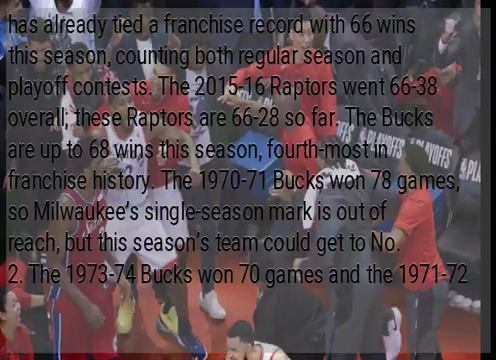 has already tied a franchise record with 66 wins
this season, counting both regular season and
playoff contests. The 2015-16 Raptors went 66-38
overall; these Raptors are 66-28 so far. The Bucks
are up to 68 wins this season, fourth-most in
franchise history. The 1970-71 Bucks won 78 games,
so Milwaukee's single-season mark is out of
reach, but this season's team could get to No.
2. The 1973-74 Bucks won 70 games and the 1971-72
PLAYOFFS
PLAYOFFS